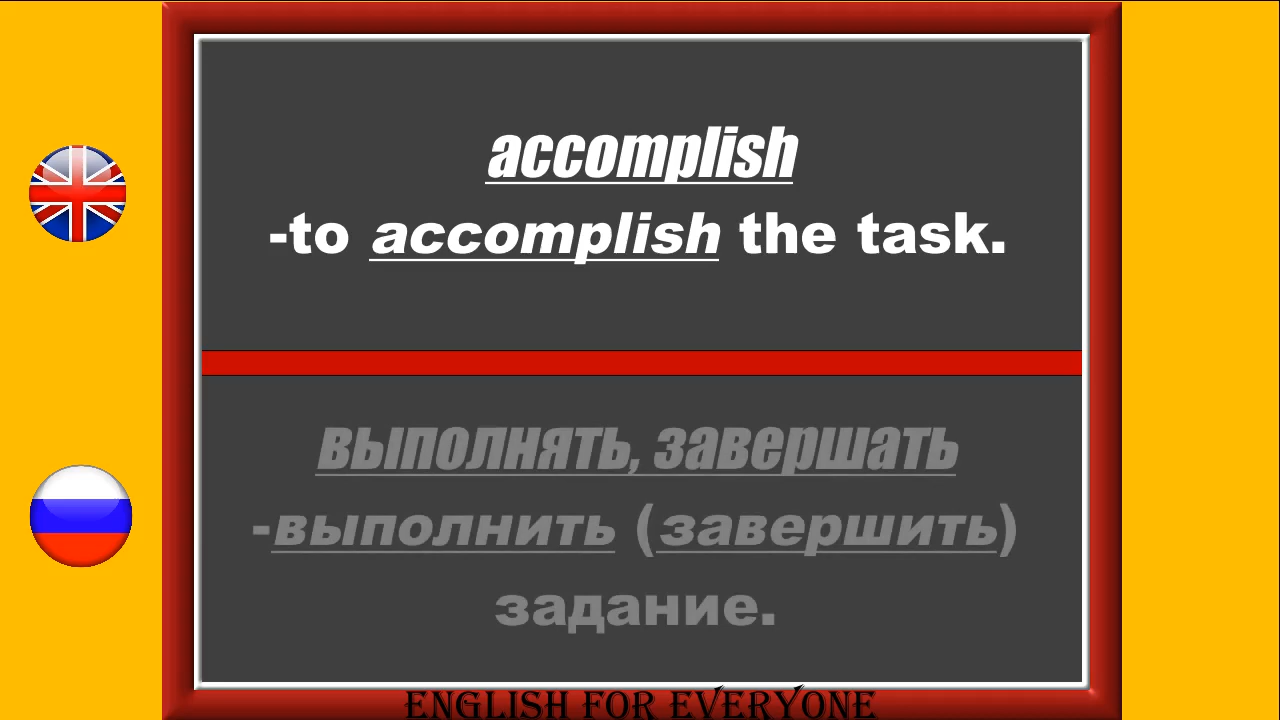 accomplish
-to accomplish the task.
выполнять, завершать
-выполнить (завершить)
задание.
ENGLISH FOR EVERYONE